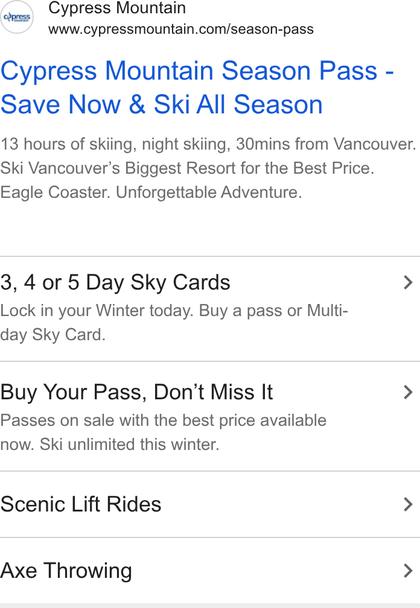 cypress
Cypress Mountain
www.cypressmountain.com/season-pass
Cypress Mountain Season Pass -
Save Now & Ski All Season
13 hours of skiing, night skiing, 30mins from Vancouver.
Ski Vancouver’s Biggest Resort for the Best Price.
Eagle Coaster. Unforgettable Adventure.
3, 4 or 5 Day Sky Cards
Lock in your Winter today. Buy a pass or Multi-
day Sky Card.
Buy Your Pass, Don’t Miss It
Passes on sale with the best price available
now. Ski unlimited this winter.
Scenic Lift Rides
Axe Throwing